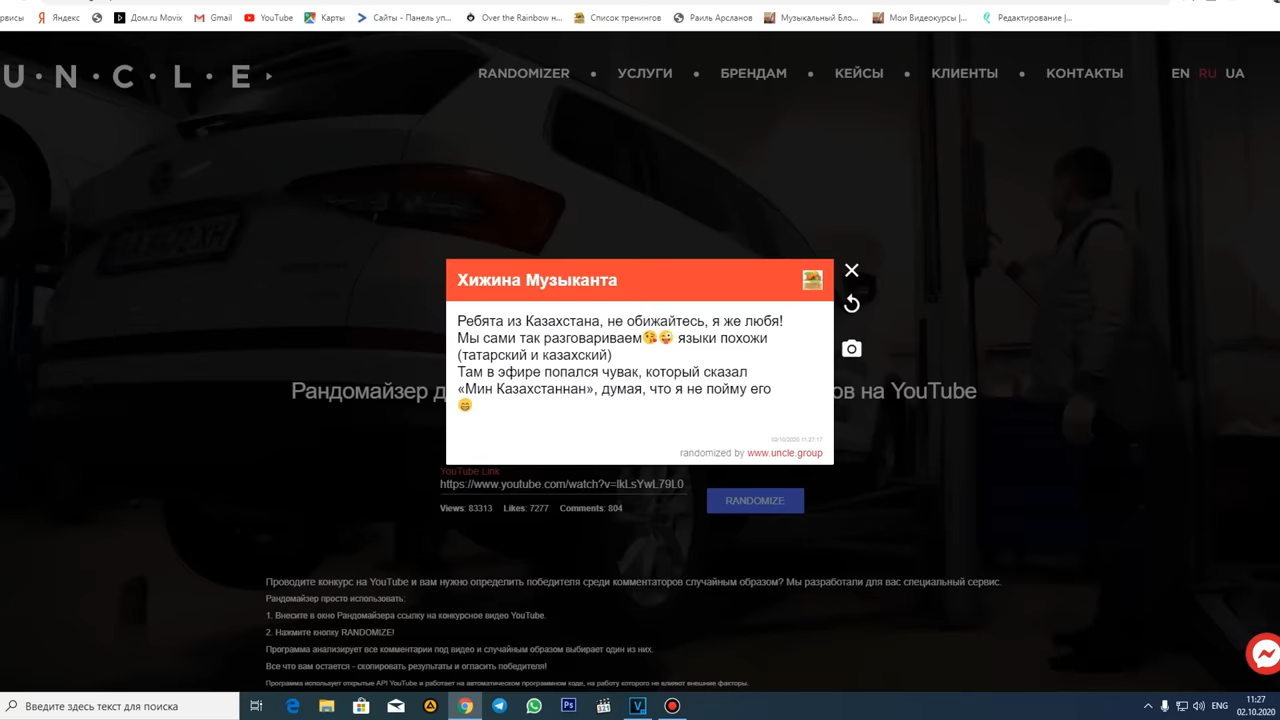 рвисы Яндекс Дом.ru Movix Gmail YouTube Карты Сайты - Панель уп... Over the Rainbow н... Список тренингов Раиль Арсланов Музыкальный Бло... Мои Видеокурсы |... Редактирование |...
U·N·C·L·E
RANDOMIZER УСЛУГИ БРЕНДАМ КЕЙСЫ КЛИЕНТЫ КОНТАКТЫ EN RU UA
Хижина Музыканта
Ребята из Казахстана, не обижайтесь, я же любя!
Мы сами так разговариваем😘😜 языки похожи
(татарский и казахский)
Там в эфире попался чувак, который сказал
«Мин Казахстаннан», думая, что я не пойму его
😁
02/10/2020 11:27:17
randomized by www.uncle.group
Рандомайзер д ов на YouTube
YouTube Link
https://www.youtube.com/watch?v=lkLsYwL79L0
RANDOMIZE
Views: 83313 Likes: 7277 Comments: 804
Проводите конкурс на YouTube и вам нужно определить победителя среди комментаторов случайным образом? Мы разработали для вас специальный сервис.
Рандомайзер просто использовать:
1. Внесите в окно Рандомайзера ссылку на конкурсное видео YouTube.
2. Нажмите кнопку RANDOMIZE!
Программа анализирует все комментарии под видео и случайным образом выбирает один из них.
Все что вам остается - скопировать результаты и огласить победителя!
Программа использует открытые API YouTube и работает на автоматическом программном коде, на работу которого не влияют внешние факторы.
Введите здесь текст для поиска
ENG
11:27
02.10.2020